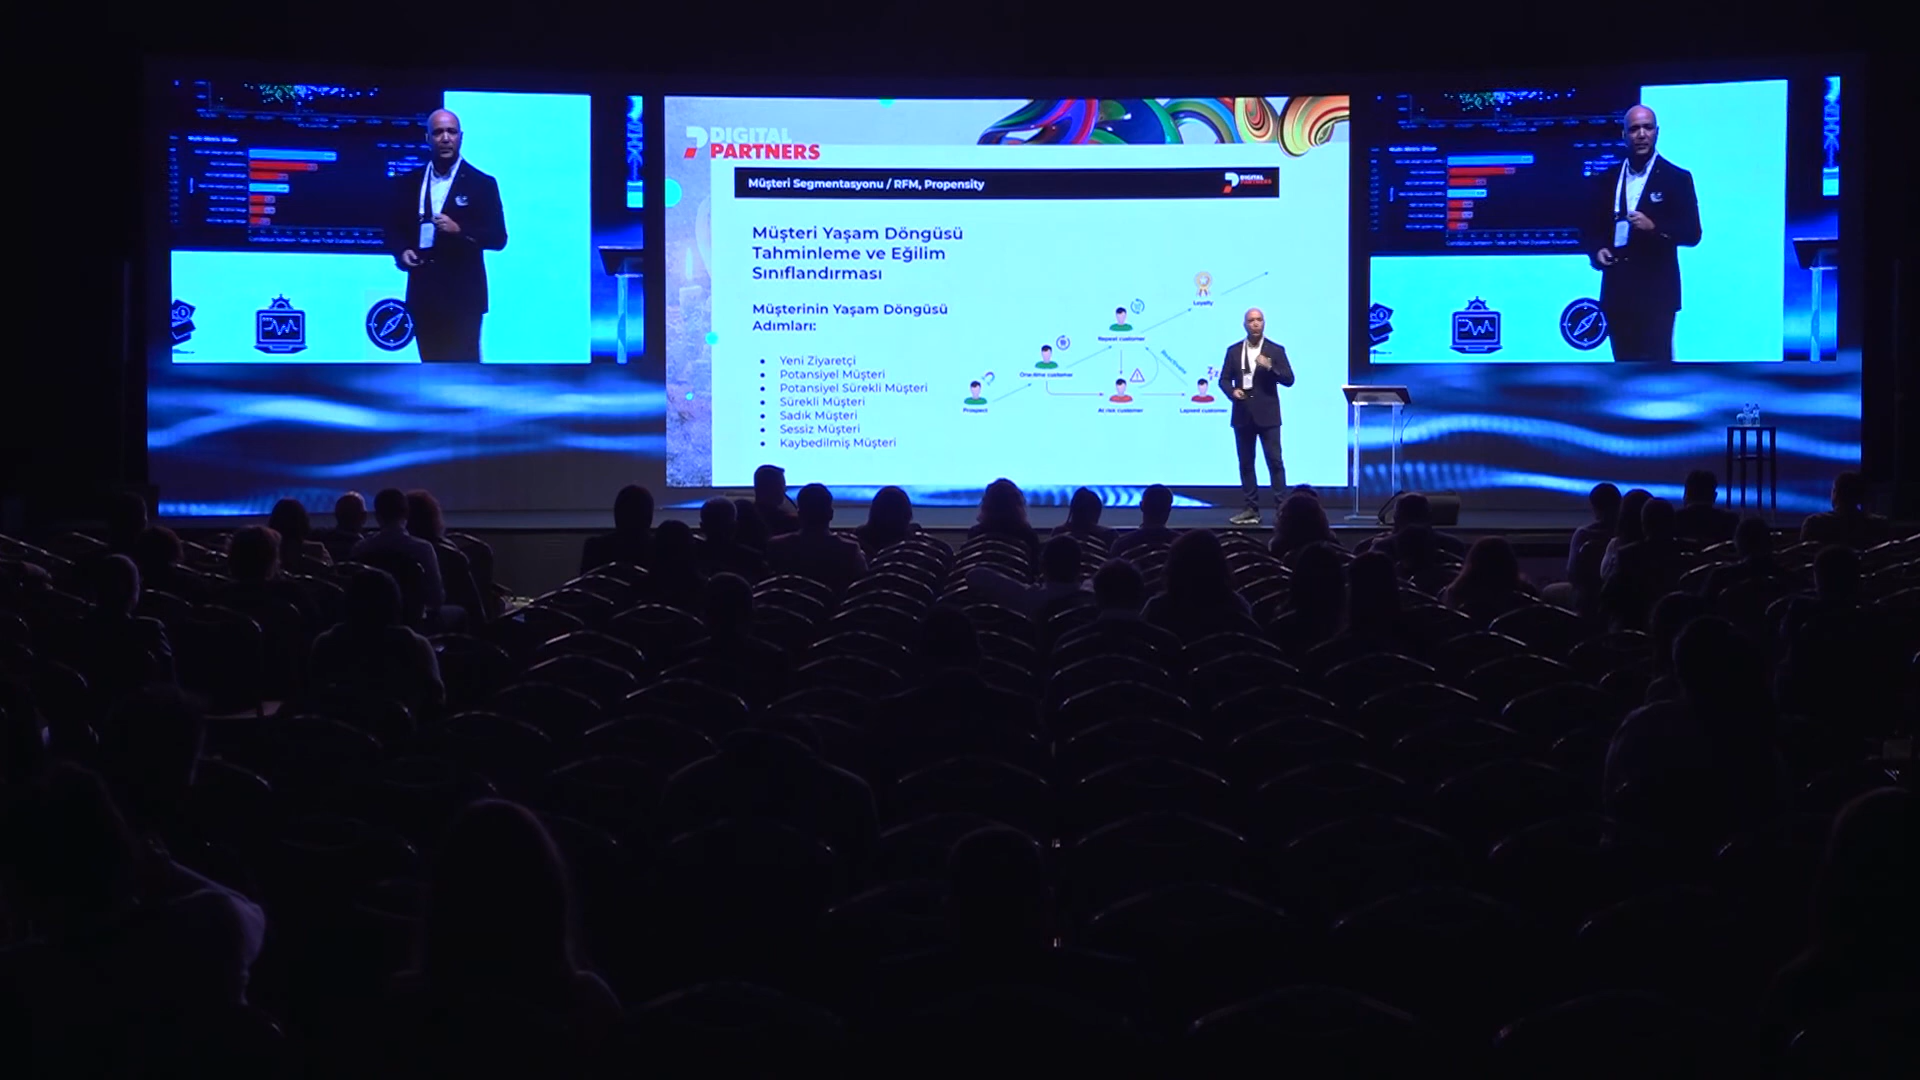 DIGITAL
PARTNERS
Müşteri Segmentasyonu / RFM, Propensity
DIGITAL
PARTNERS
Müşteri Yaşam Döngüsü
Tahminleme ve Eğilim
Sınıflandırması
Müşterinin Yaşam Döngüsü
Adımları:
• Yeni Ziyaretçi
• Potansiyel Müşteri
• Potansiyel Sürekli Müşteri
• Sürekli Müşteri
• Sadık Müşteri
• Sessiz Müşteri
• Kaybedilmiş Müşteri
Loyalty
Repeat customer
One-time customer
Prospect
At risk customer
Lapsed customer